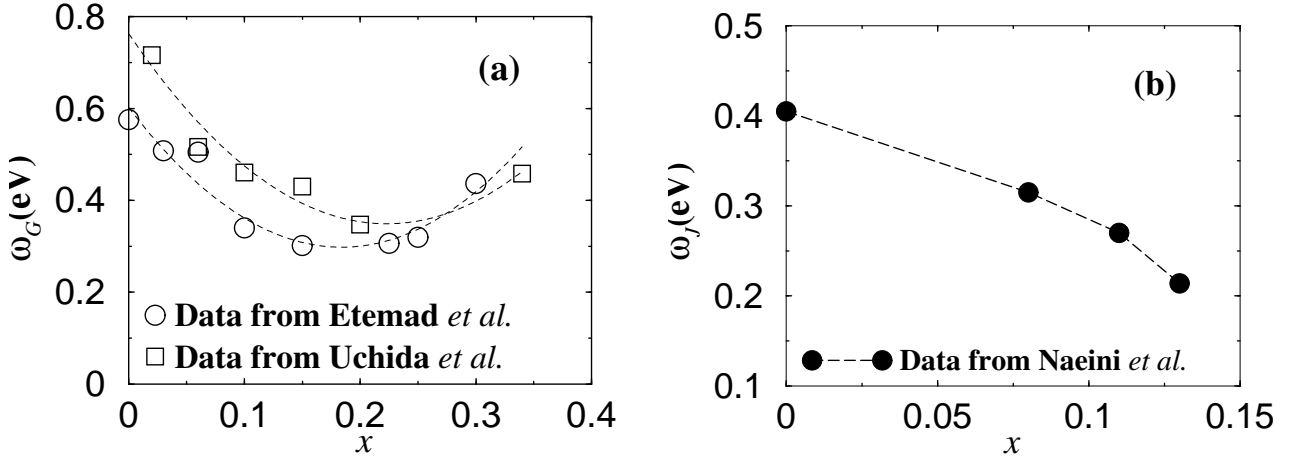 0.8
0.6
0.4
0.2
0
ω_G(eV)
(a)
Data from Etemad et al.
Data from Uchida et al.
0 0.1 0.2 0.3 0.4
x
0.5
0.4
0.3
0.2
0.1
ω_J(eV)
(b)
Data from Naeini et al.
0 0.05 0.10 0.15
x